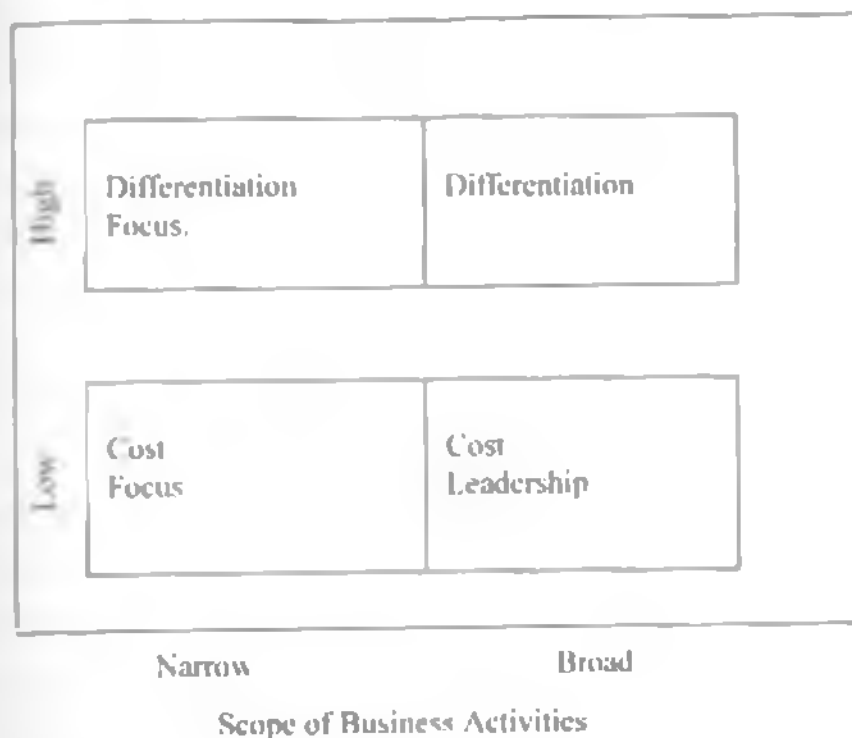 High
Differentiation
Focus.
Differentiation
Low
Cost
Focus
Cost
Leadership
Narrow
Broad
Scope of Business Activities